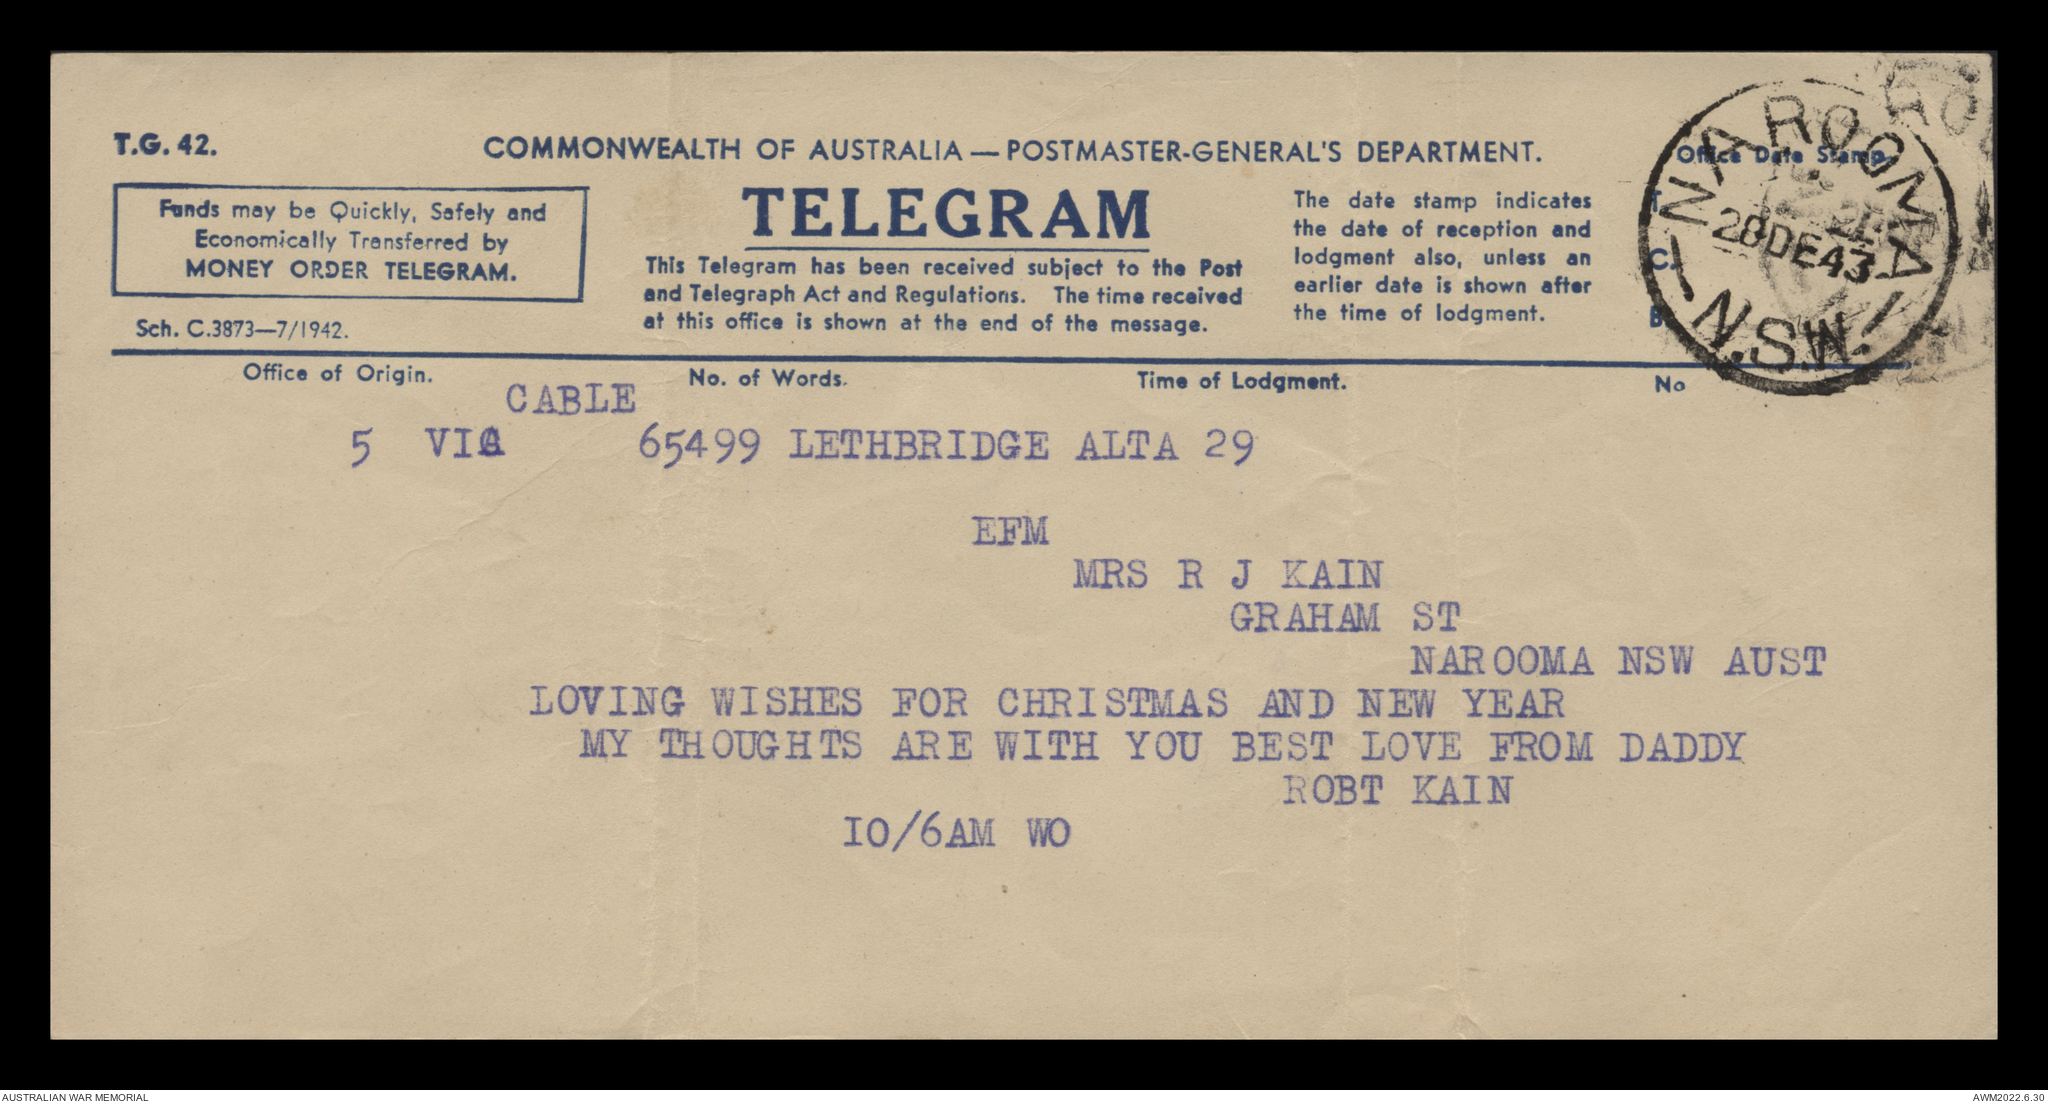 T.G. 42.
COMMONWEALTH OF AUSTRALIA — POSTMASTER-GENERAL'S DEPARTMENT.
Funds may be Quickly, Safely and
Economically Transferred by
MONEY ORDER TELEGRAM.
Sch. C.3873—7/1942.
TELEGRAM
This Telegram has been received subject to the Post
and Telegraph Act and Regulations. The time received
at this office is shown at the end of the message.
The date stamp indicates
the date of reception and
lodgment also, unless an
earlier date is shown after
the time of lodgment.
Office Date Stamp
T.
C.
B.
NAROOMA
28DE43
N.S.W.
Office of Origin.
No. of Words.
Time of Lodgment.
No
CABLE
5 VIA 65499 LETHBRIDGE ALTA 29
EFM
MRS R J KAIN
GRAHAM ST
NAROOMA NSW AUST
LOVING WISHES FOR CHRISTMAS AND NEW YEAR
MY THOUGHTS ARE WITH YOU BEST LOVE FROM DADDY
ROBT KAIN
IO/6AM WO
AUSTRALIAN WAR MEMORIAL
AWM2022.6.30